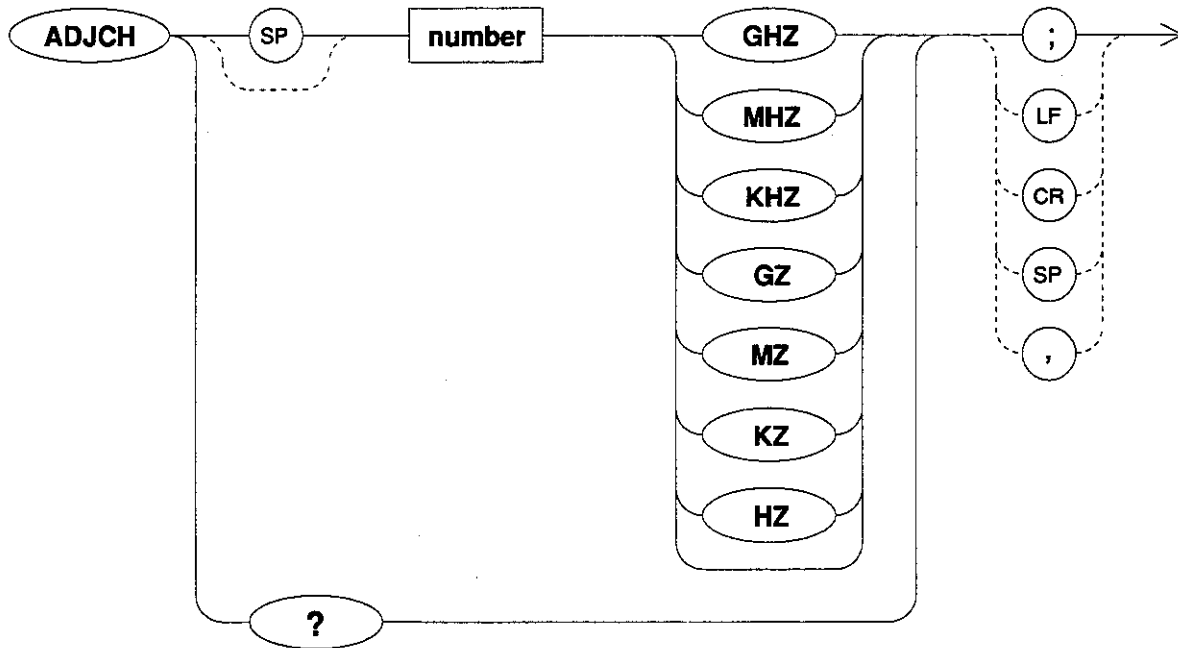 ADJCH SP number GHZ ;
MHZ LF
KHZ CR
GZ SP
MZ ,
KZ
HZ
?